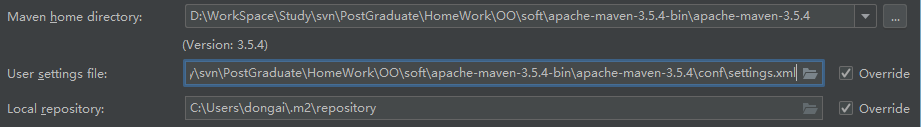 Maven home directory: D:\WorkSpace\Study\svn\PostGraduate\HomeWork\OO\soft\apache-maven-3.5.4-bin\apache-maven-3.5.4 ...
(Version: 3.5.4)
User settings file: \svn\PostGraduate\HomeWork\OO\soft\apache-maven-3.5.4-bin\apache-maven-3.5.4\conf\settings.xml Override
Local repository: C:\Users\dongai\.m2\repository Override